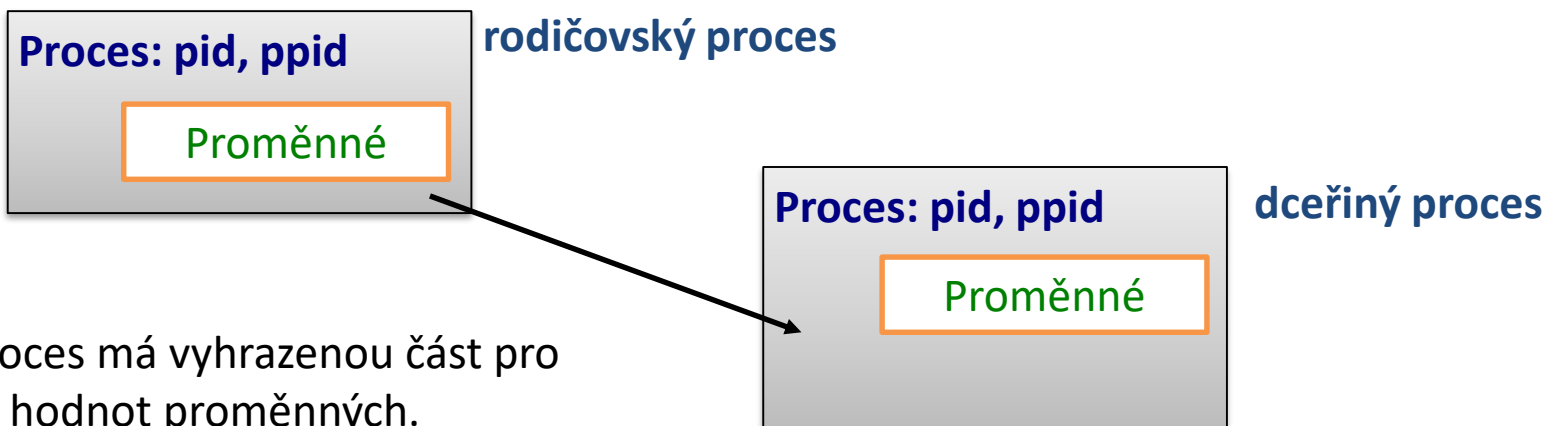 Proces: pid, ppid
rodičovský proces
Proměnné
Proces: pid, ppid
dceřiný proces
Proměnné
má vyhrazenou část pro
hodnot proměnných.